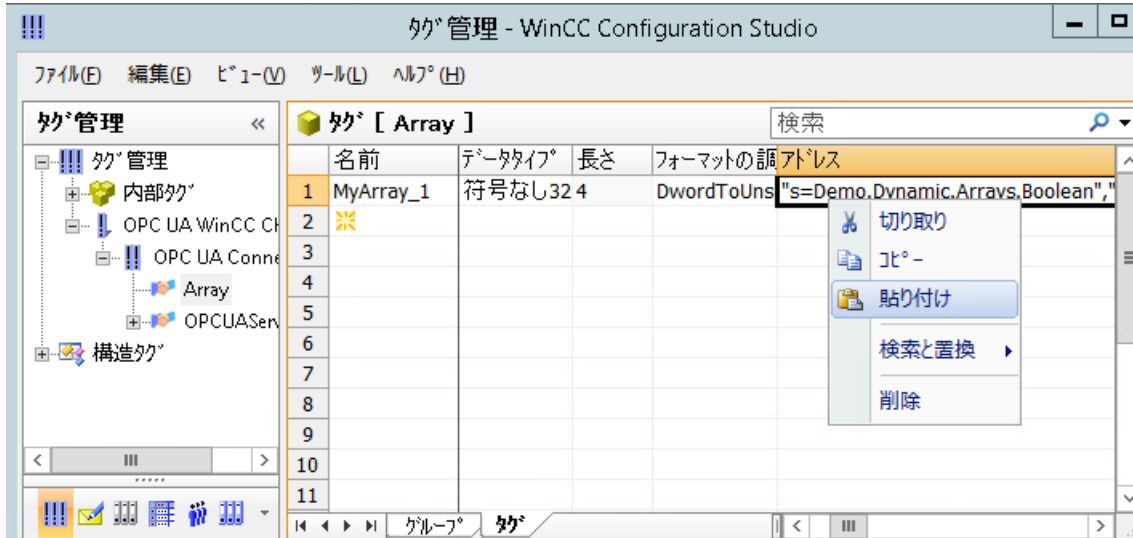 ﾀｸﾞ管理 - WinCC Configuration Studio
ﾌｧｲﾙ(F) 編集(E) ﾋﾞｭｰ(V) ﾂｰﾙ(L) ﾍﾙﾌﾟ(H)
ﾀｸﾞ管理 «
ﾀｸﾞ [ Array ]
検索
ﾀｸﾞ管理
内部ﾀｸﾞ
OPC UA WinCC Ch
OPC UA Conne
Array
OPCUAServ
構造ﾀｸﾞ
名前 ﾃﾞｰﾀﾀｲﾌﾟ 長さ ﾌｫｰﾏｯﾄの調 ｱﾄﾞﾚｽ
1 MyArray_1 符号なし32 4 DwordToUns "s=Demo.Dynamic.Arrays.Boolean","
2
3
4
5
6
7
8
9
10
11
切り取り
ｺﾋﾟｰ
貼り付け
検索と置換
削除
ｸﾞﾙｰﾌﾟ ﾀｸﾞ